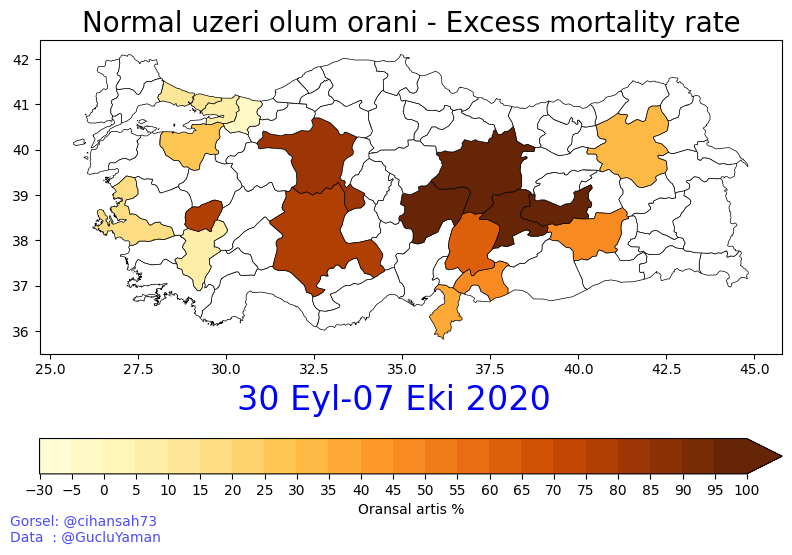 Normal uzeri olum orani - Excess mortality rate
42
41
40
39
38
37
36
25.0 27.5 30.0 32.5 35.0 37.5 40.0 42.5 45.0
30 Eyl-07 Eki 2020
−30 −5 0 5 10 15 20 25 30 35 40 45 50 55 60 65 70 75 80 85 90 95 100
Oransal artis %
Gorsel: @cihansah73
Data : @GucluYaman